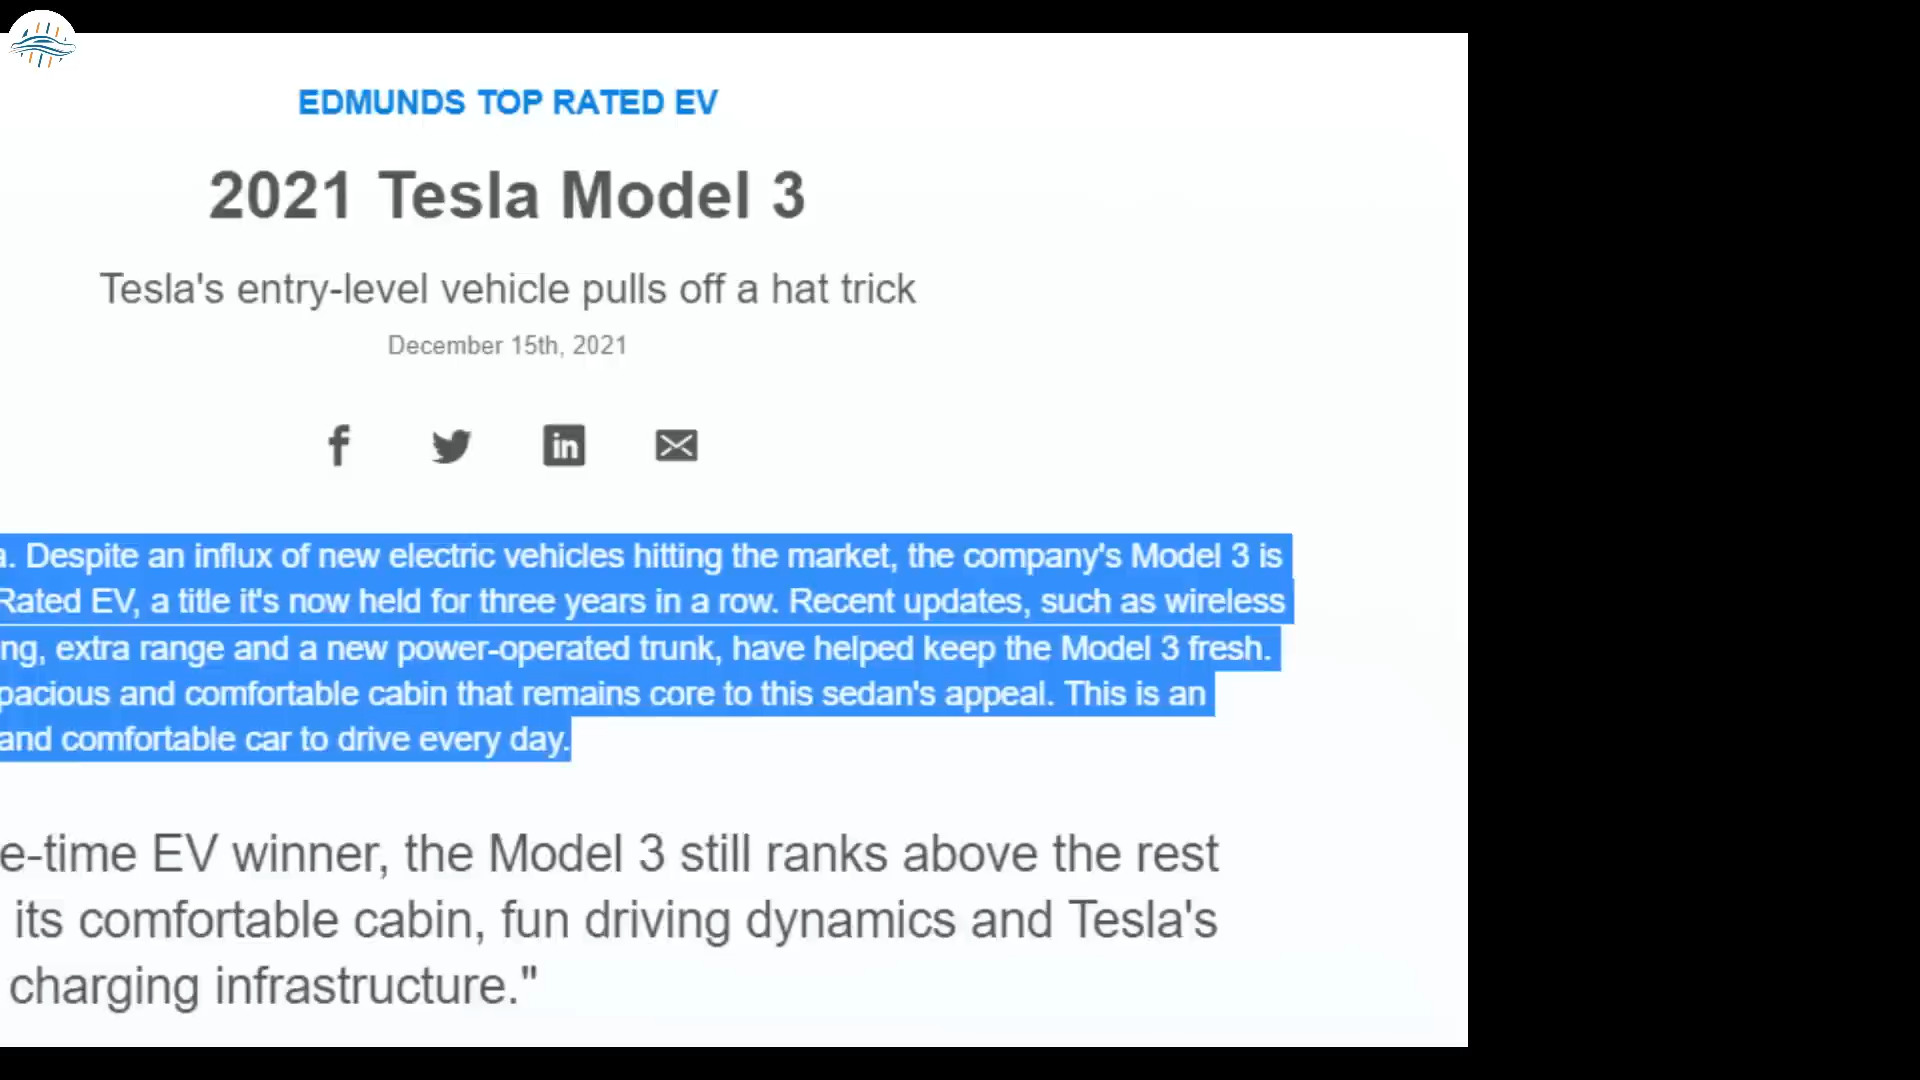 EDMUNDS TOP RATED EV
2021 Tesla Model 3
Tesla's entry-level vehicle pulls off a hat trick
December 15th, 2021
f in
a. Despite an influx of new electric vehicles hitting the market, the company's Model 3 is
Rated EV, a title it's now held for three years in a row. Recent updates, such as wireless
ng, extra range and a new power-operated trunk, have helped keep the Model 3 fresh.
pacious and comfortable cabin that remains core to this sedan's appeal. This is an
and comfortable car to drive every day.
e-time EV winner, the Model 3 still ranks above the rest
its comfortable cabin, fun driving dynamics and Tesla's
charging infrastructure."